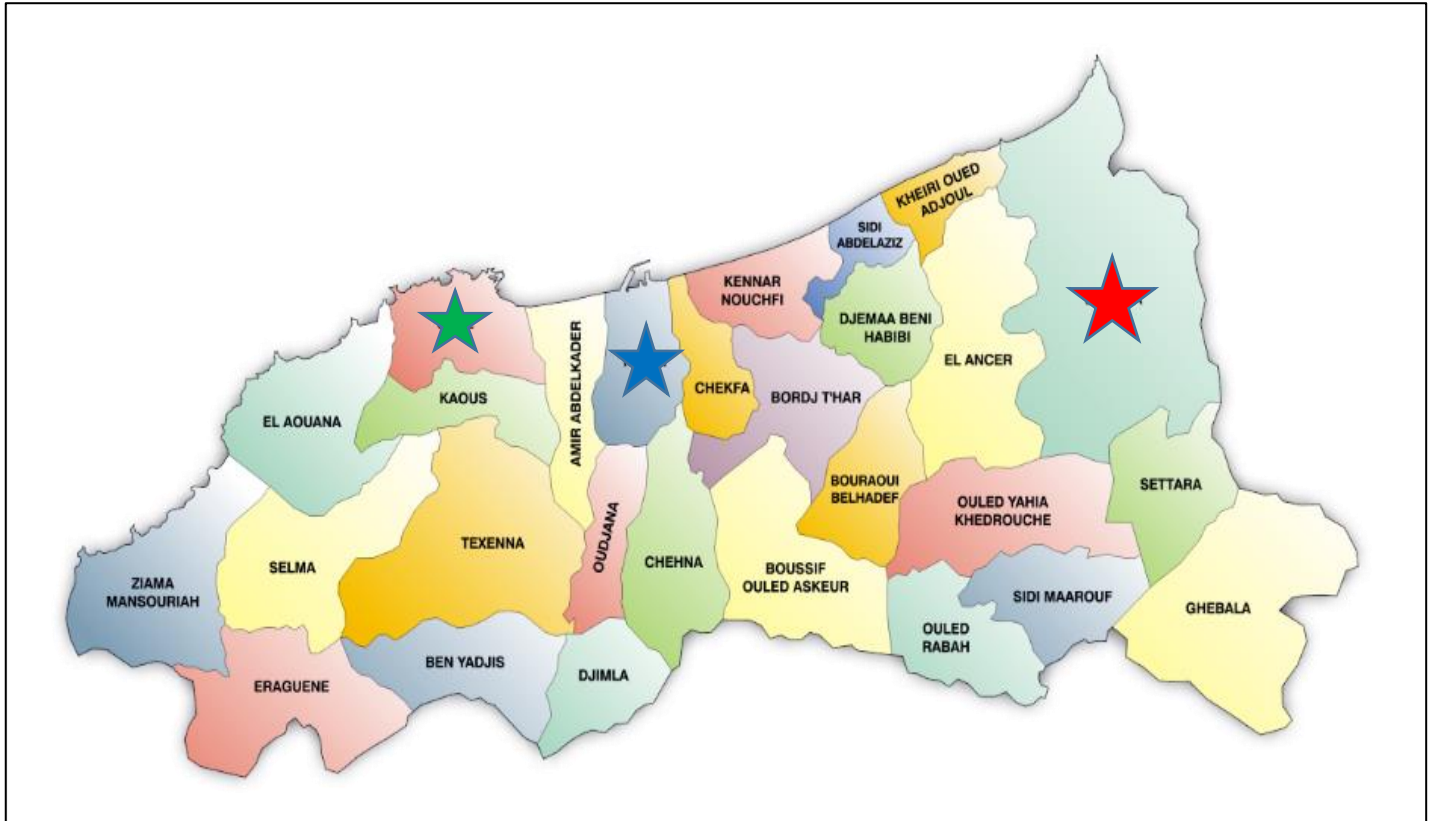 KHEIRI OUED
ADJOUL
SIDI
ABDELAZIZ
KENNAR
NOUCHFI
DJEMAA BENI
HABIBI
EL ANCER
CHEKFA
BORDJ T'HAR
KAOUS
AMIR ABDELKADER
EL AOUANA
BOURAOUI
BELHADEF
OULED YAHIA
KHEDROUCHE
SETTARA
TEXENNA
OUDJANA
CHEHNA
BOUSSIF
OULED ASKEUR
SELMA
ZIAMA
MANSOURIAH
SIDI MAAROUF
GHEBALA
OULED
RABAH
BEN YADJIS
DJIMLA
ERAGUENE